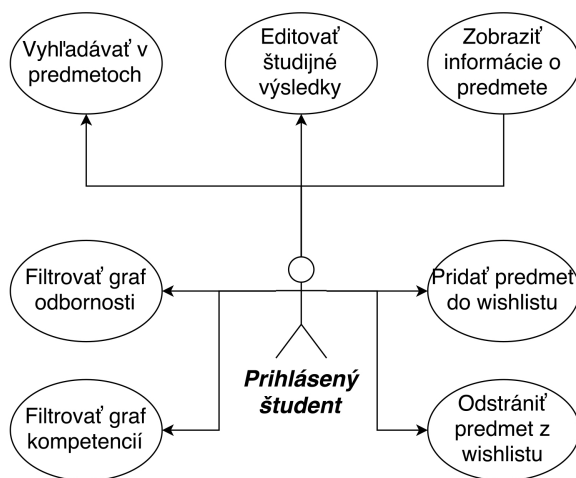 Vyhľadávať v
predmetoch
Editovať
študijné
výsledky
Zobraziť
informácie o
predmete
Filtrovať graf
odbornosti
Pridať predmet
do wishlistu
Prihlásený
študent
Filtrovať graf
kompetencií
Odstrániť
predmet z
wishlistu